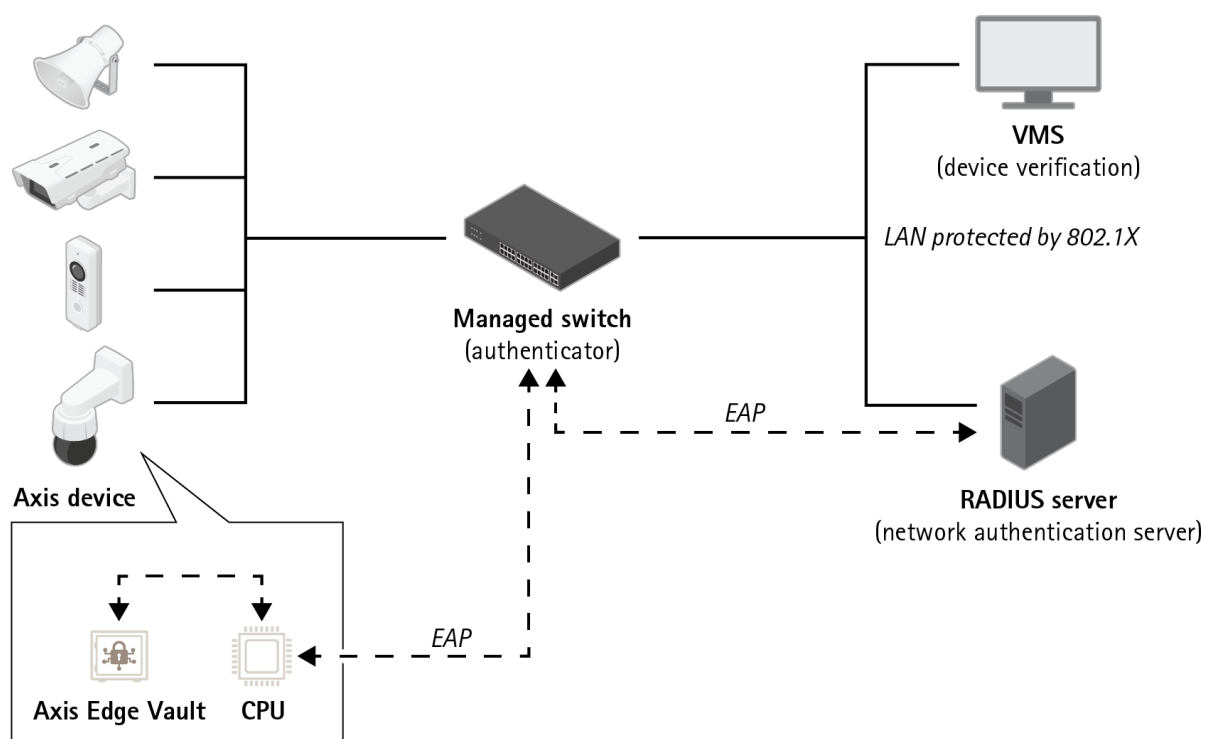 VMS
(device verification)
LAN protected by 802.1X
Managed switch
(authenticator)
EAP
Axis device
RADIUS server
(network authentication server)
EAP
Axis Edge Vault
CPU